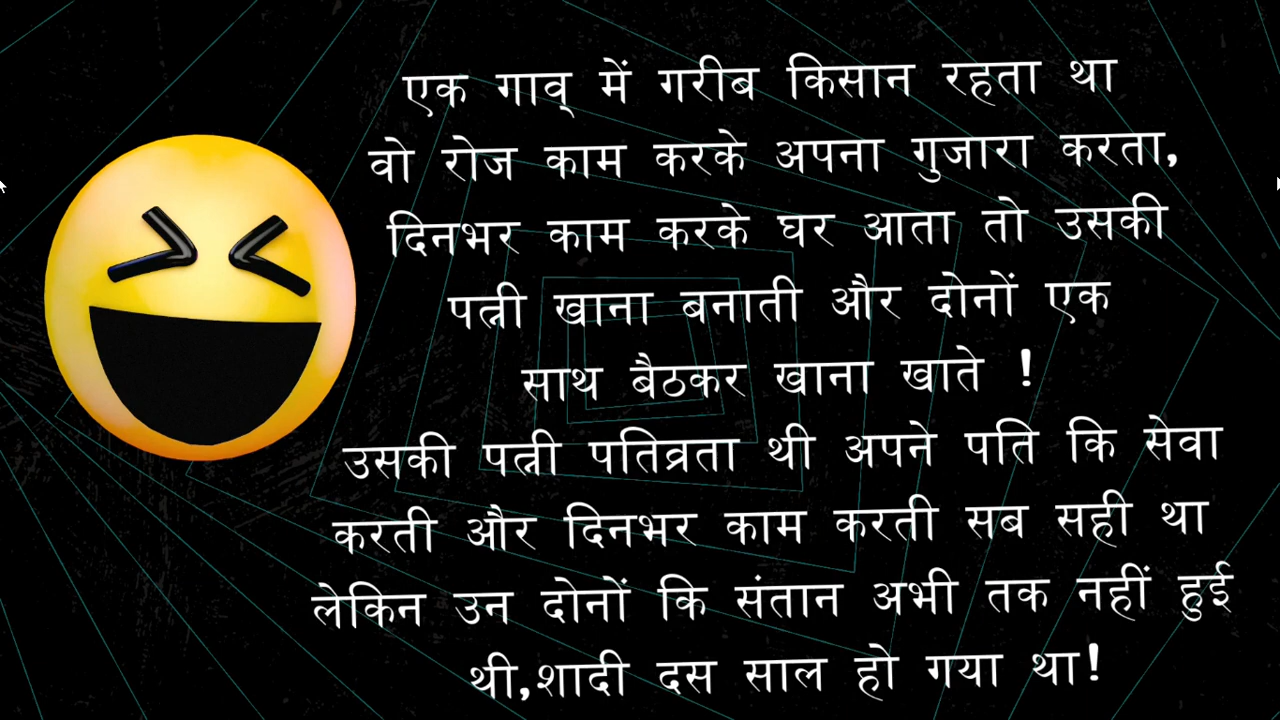 एक गाव् में गरीब किसान रहता था
वो रोज काम करके अपना गुजारा करता,
दिनभर काम करके घर आता तो उसकी
पत्नी खाना बनाती और दोनों एक
साथ बैठकर खाना खाते !
उसकी पत्नी पतिव्रता थी अपने पति कि सेवा
करती और दिनभर काम करती सब सही था
लेकिन उन दोनों कि संतान अभी तक नहीं हुई
थी,शादी दस साल हो गया था!